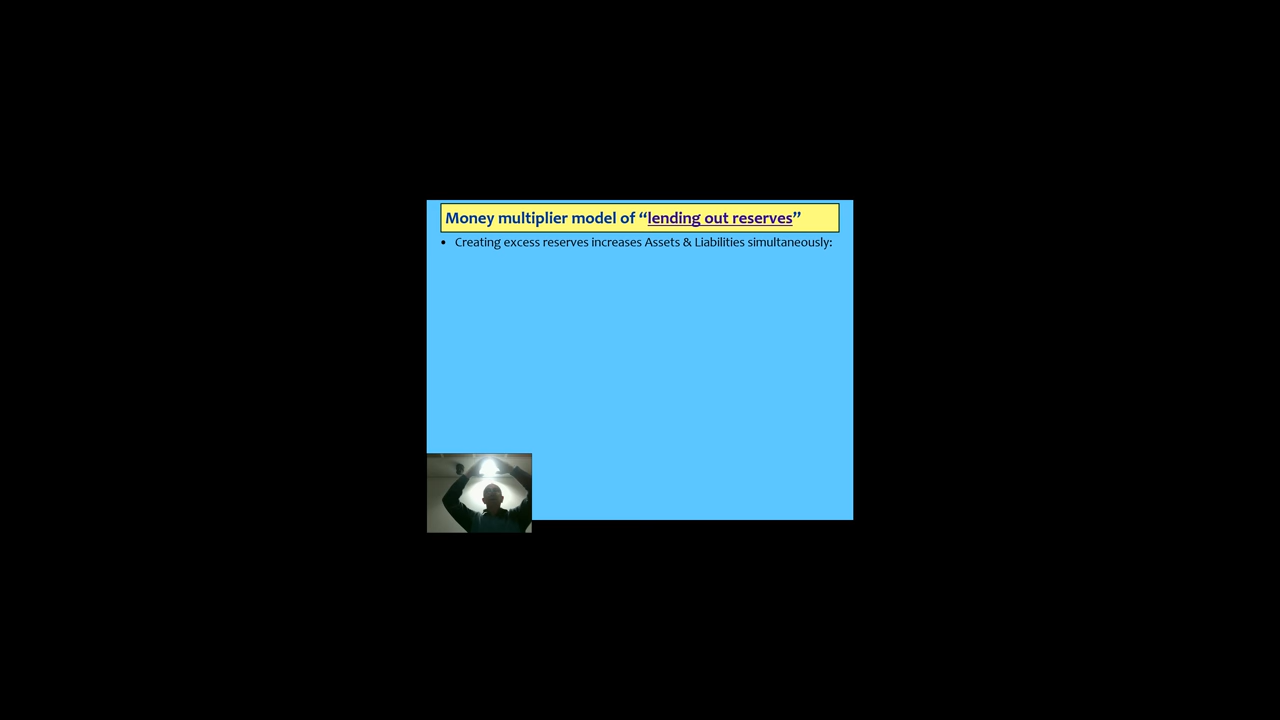 Money multiplier model of “lending out reserves”
• Creating excess reserves increases Assets & Liabilities simultaneously: